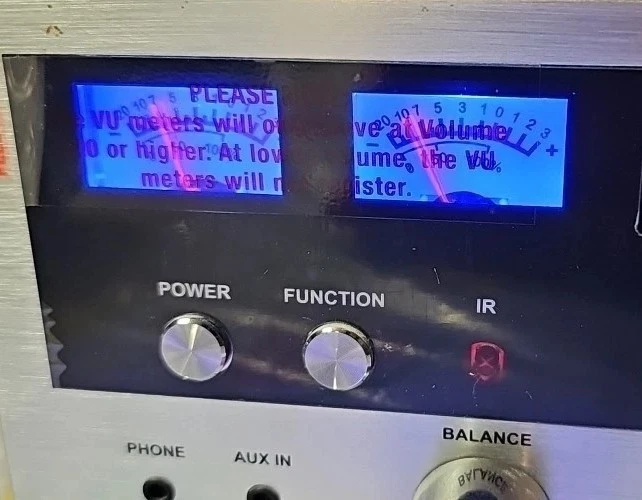 PLEASE
VU meters will ve at Volume
0 or higher. At low ume, the VU
meters will ister.
20 10 7 5 3 1 0 1 2 3 +
POWER
FUNCTION
IR
PHONE
AUX IN
BALANCE
BALANCE